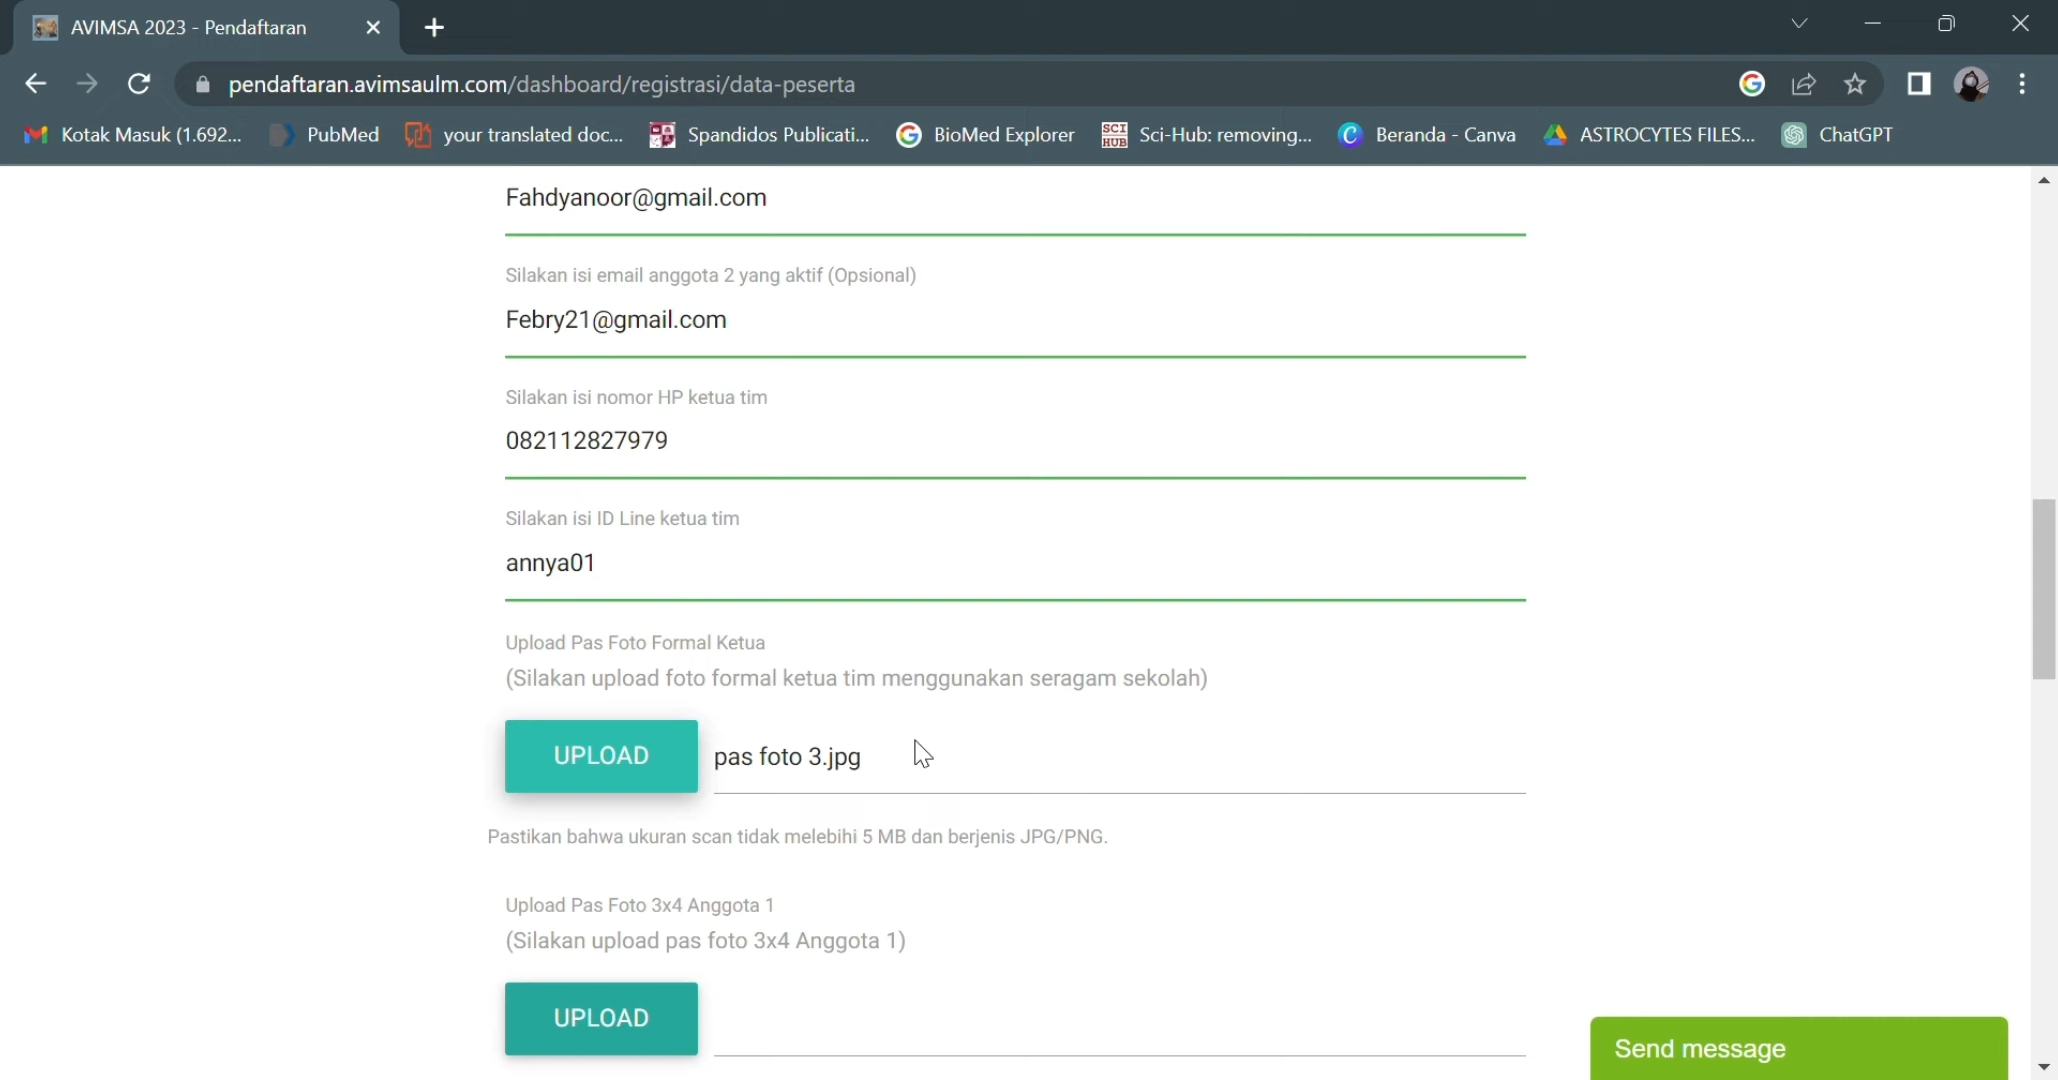 AVIMSA 2023 - Pendaftaran
pendaftaran.avimsaulm.com/dashboard/registrasi/data-peserta
Kotak Masuk (1.692... PubMed your translated doc... Spandidos Publicati... BioMed Explorer SCI HUB Sci-Hub: removing... Beranda - Canva ASTROCYTES FILES... ChatGPT
Fahdyanoor@gmail.com
Silakan isi email anggota 2 yang aktif (Opsional)
Febry21@gmail.com
Silakan isi nomor HP ketua tim
082112827979
Silakan isi ID Line ketua tim
annya01
Upload Pas Foto Formal Ketua
(Silakan upload foto formal ketua tim menggunakan seragam sekolah)
UPLOAD pas foto 3.jpg
Pastikan bahwa ukuran scan tidak melebihi 5 MB dan berjenis JPG/PNG.
Upload Pas Foto 3x4 Anggota 1
(Silakan upload pas foto 3x4 Anggota 1)
UPLOAD
Send message